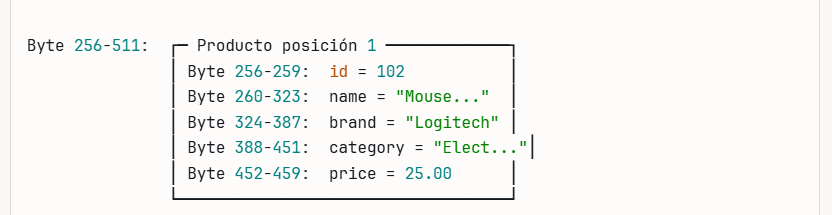 Byte 256-511:  ┌─ Producto posición 1 ─────────────┐
│ Byte 256-259:  id = 102           │
│ Byte 260-323:  name = "Mouse..."  │
│ Byte 324-387:  brand = "Logitech" │
│ Byte 388-451:  category = "Elect..."│
│ Byte 452-459:  price = 25.00      │
└───────────────────────────────────┘